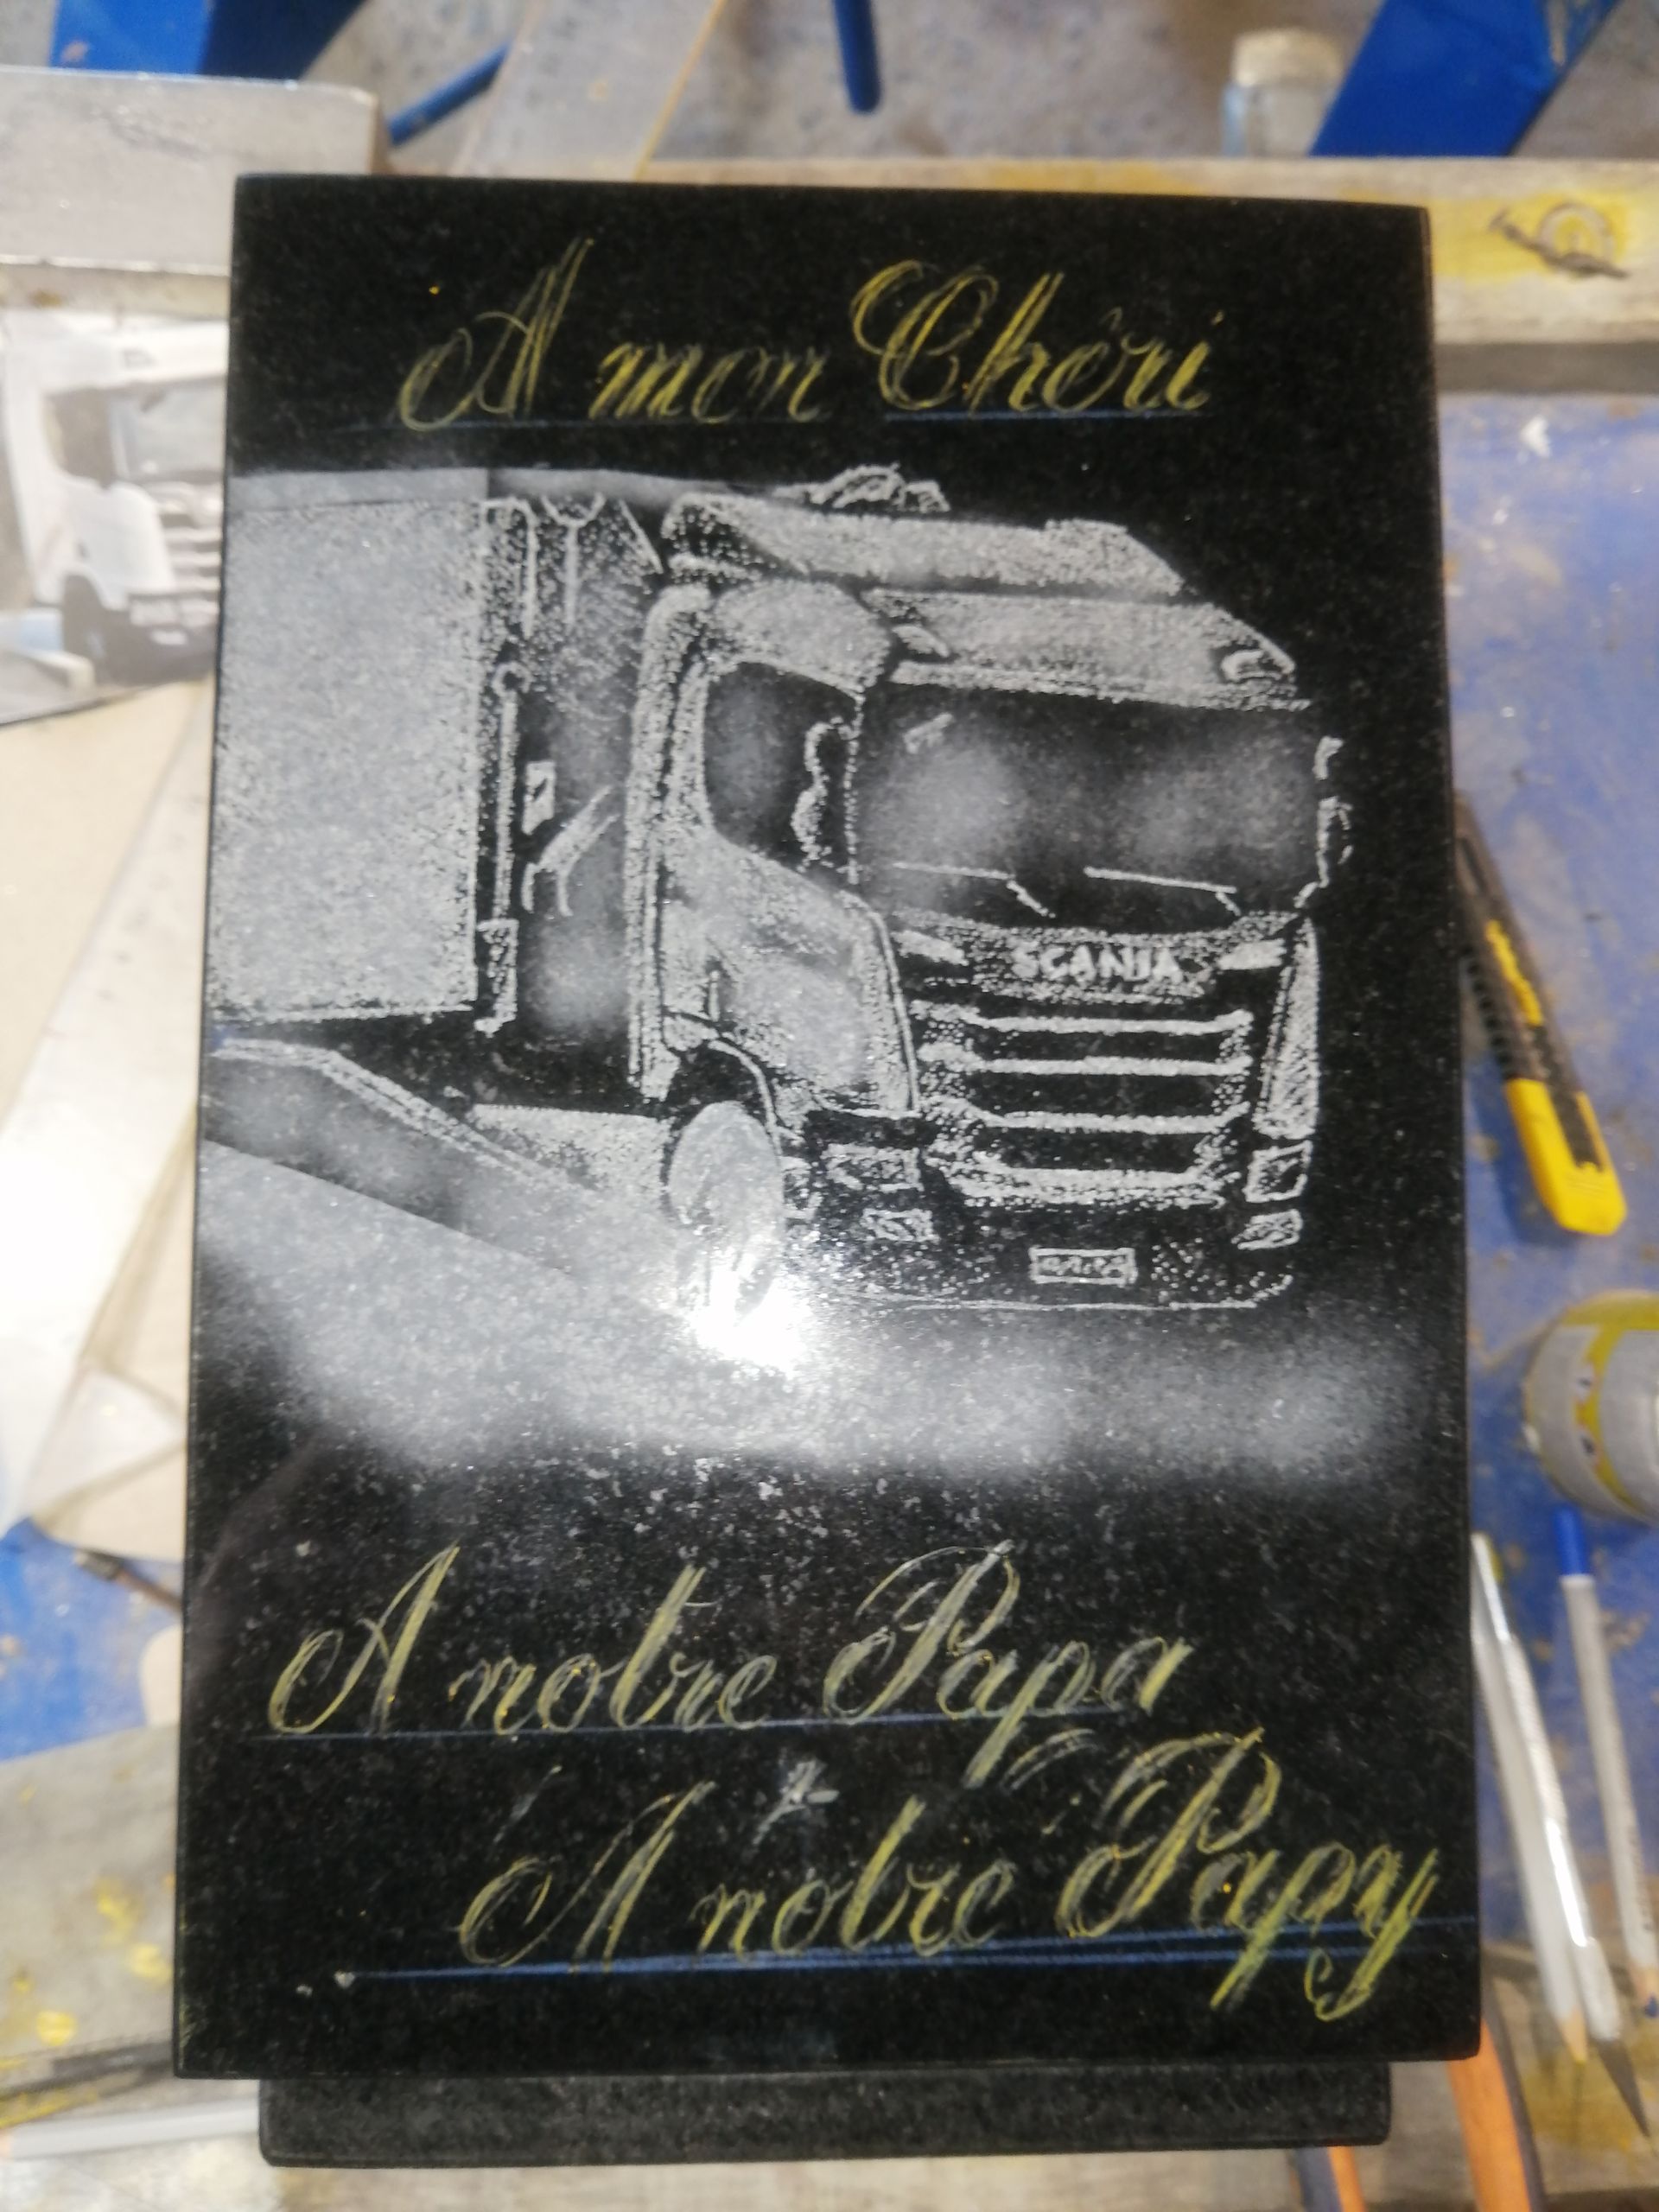 A mon Chéri
SCANIA
A notre Papa
A notre Papy